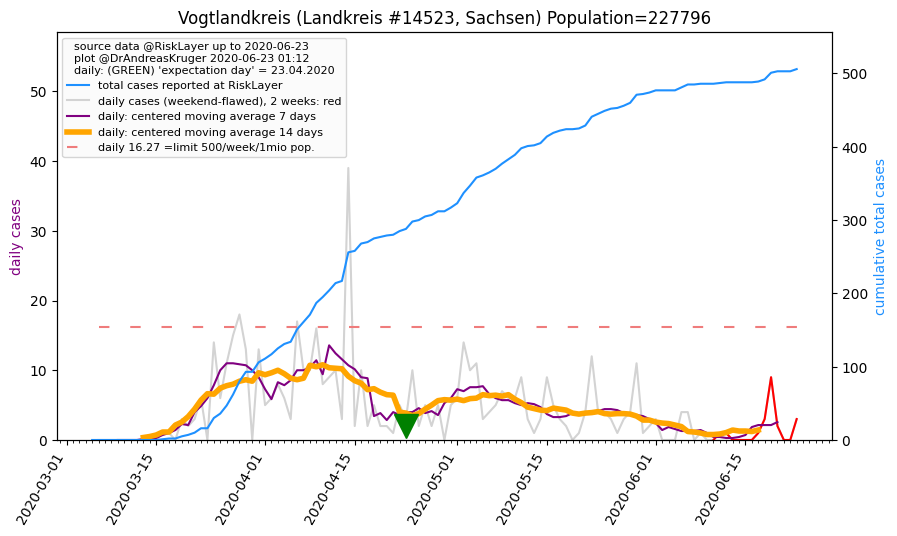 Vogtlandkreis (Landkreis #14523, Sachsen) Population=227796
source data @RiskLayer up to 2020-06-23
plot @DrAndreasKruger 2020-06-23 01:12
daily: (GREEN) 'expectation day' = 23.04.2020
total cases reported at RiskLayer
daily cases (weekend-flawed), 2 weeks: red
daily: centered moving average 7 days
daily: centered moving average 14 days
daily 16.27 =limit 500/week/1mio pop.
daily cases
50
40
30
20
10
0
500
400
300
200
100
0
cumulative total cases
2020-03-01
2020-03-15
2020-04-01
2020-04-15
2020-05-01
2020-05-15
2020-06-01
2020-06-15